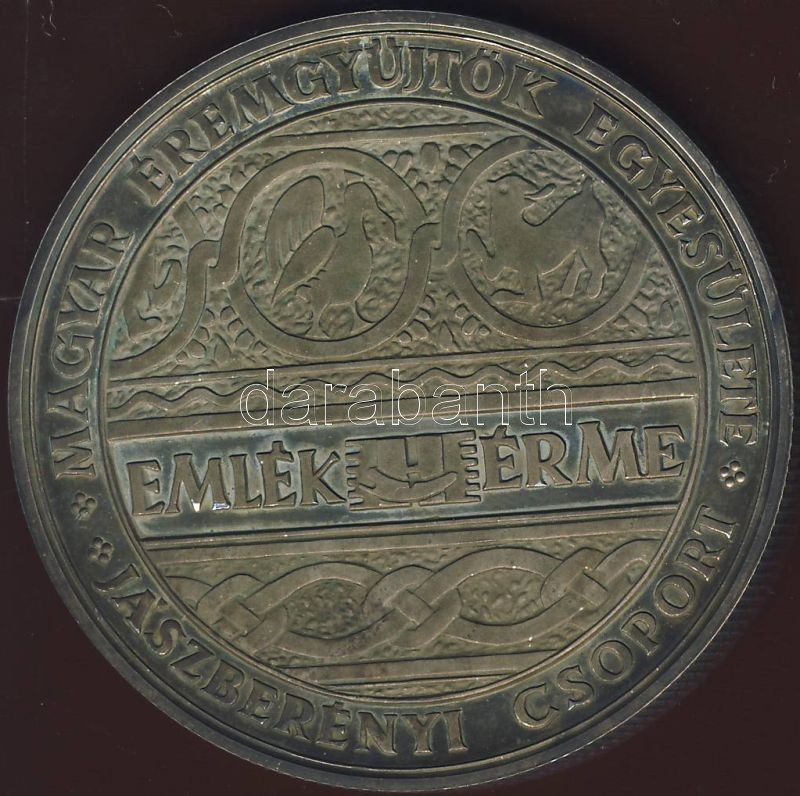 MAGYAR ÉREMGYŰJTŐK EGYESÜLETE
EMLÉK ÉRME
JÁSZBERÉNYI CSOPORT
darabanth